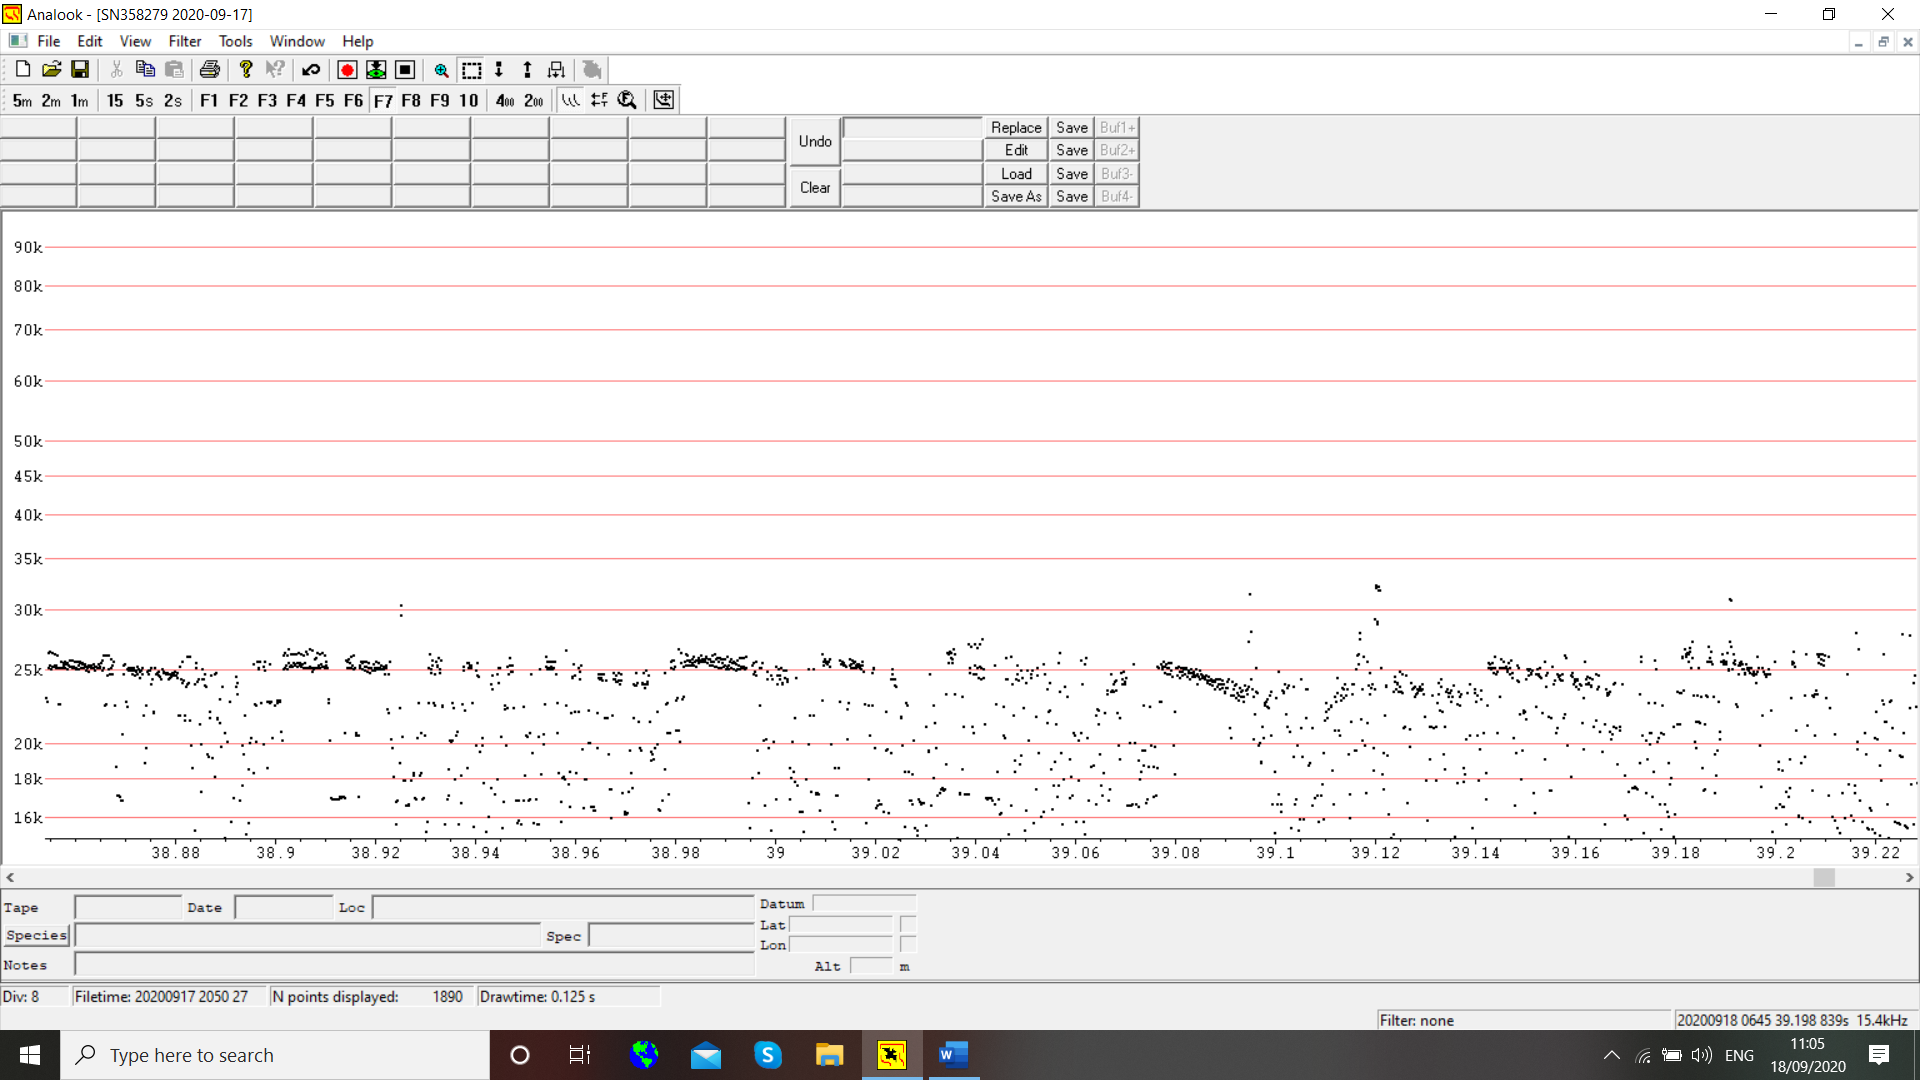 Analook - [SN358279 2020-09-17]
File Edit View Filter Tools Window Help
5m 2m 1m 15 5s 2s F1 F2 F3 F4 F5 F6 F7 F8 F9 10 400 200
Undo Replace Save Buf1+
Edit Save Buf2+
Clear Load Save Buf3-
Save As Save Buf4-
90k
80k
70k
60k
50k
45k
40k
35k
30k
25k
20k
18k
16k
38.88 38.9 38.92 38.94 38.96 38.98 39 39.02 39.04 39.06 39.08 39.1 39.12 39.14 39.16 39.18 39.2 39.22
Tape Date Loc Datum
Species Spec Lat
Lon
Notes Alt m
Div: 8 Filetime: 20200917 2050 27 N points displayed: 1890 Drawtime: 0.125 s
Filter: none 20200918 0645 39.198 839s 15.4kHz
Type here to search ENG 11:05
18/09/2020